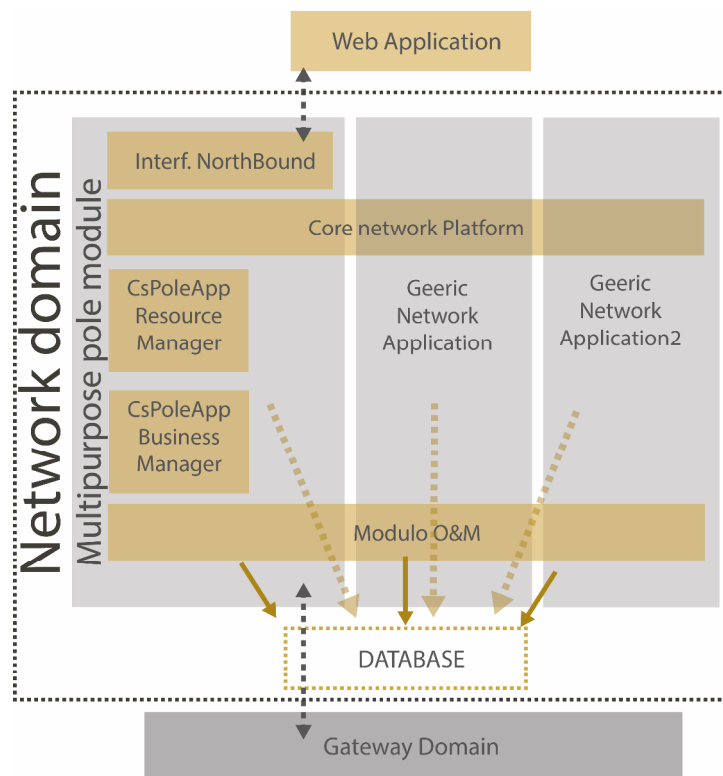 Web Application
Network domain
Multipurpose pole module
Interf. NorthBound
Core network Platform
CsPoleApp
Resource
Manager
Geeric
Network
Application
Geeric
Network
Application2
CsPoleApp
Business
Manager
Modulo O&M
DATABASE
Gateway Domain